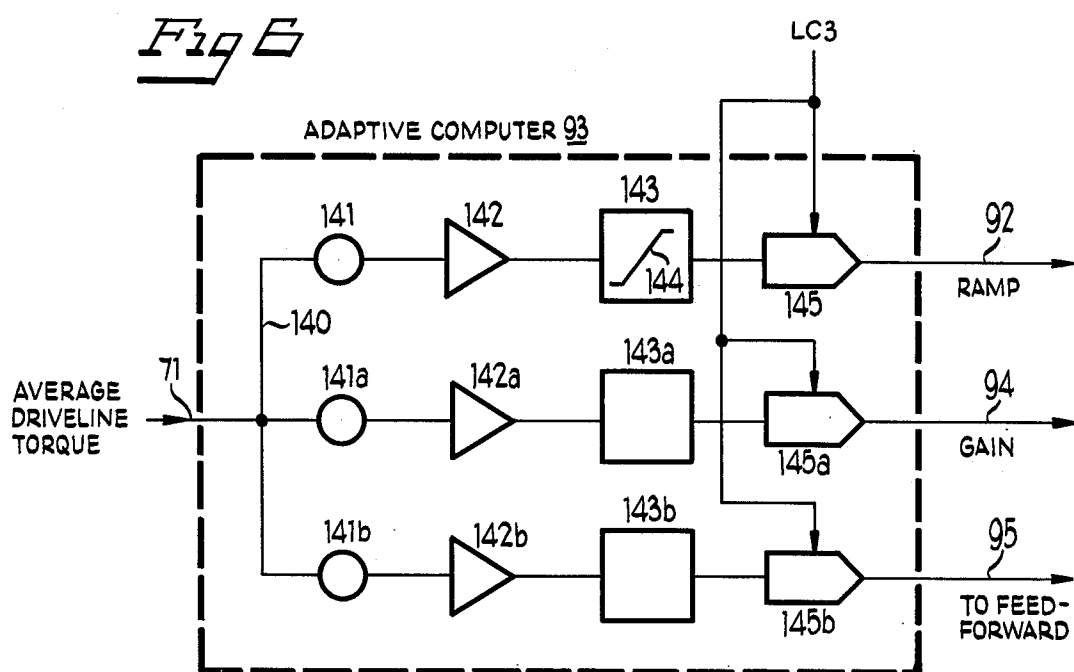 Fig 6
LC3
ADAPTIVE COMPUTER 93
141
142
143
144
145
92
RAMP
140
71
AVERAGE
DRIVELINE
TORQUE
141a
142a
143a
145a
94
GAIN
141b
142b
143b
145b
95
TO FEED-
FORWARD